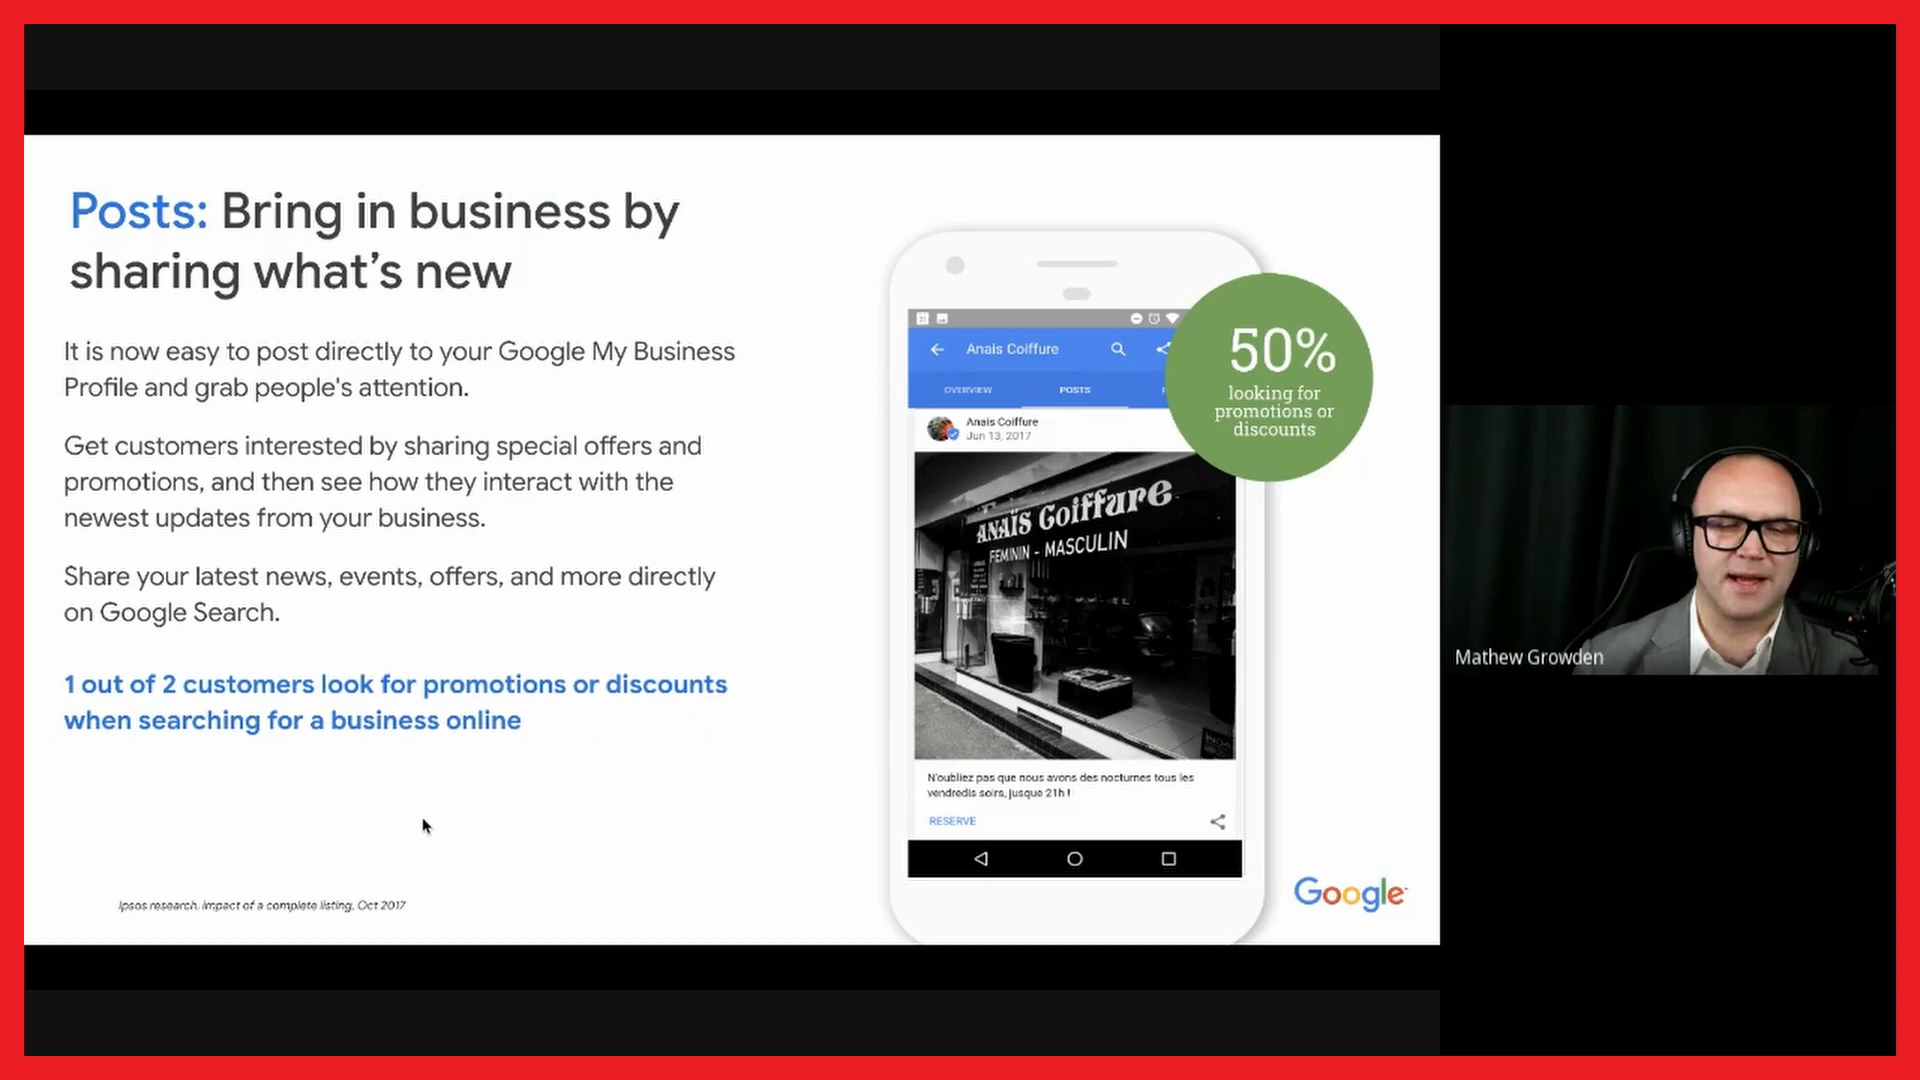 Posts: Bring in business by
sharing what's new
It is now easy to post directly to your Google My Business
Profile and grab people's attention.
Get customers interested by sharing special offers and
promotions, and then see how they interact with the
newest updates from your business.
Share your latest news, events, offers, and more directly
on Google Search.
1 out of 2 customers look for promotions or discounts
when searching for a business online
Ipsos research. impact of a complete listing, Oct 2017
31
Anais Coiffure
OVERVIEW
POSTS
Anais Coiffure
Jun 13, 2017
ANAÏS Coiffure
FEMININ - MASCULIN
N'oubliez pas que nous avons des nocturnes tous les
vendredis soirs, jusque 21h !
RESERVE
50%
looking for
promotions or
discounts
Google
Mathew Growden